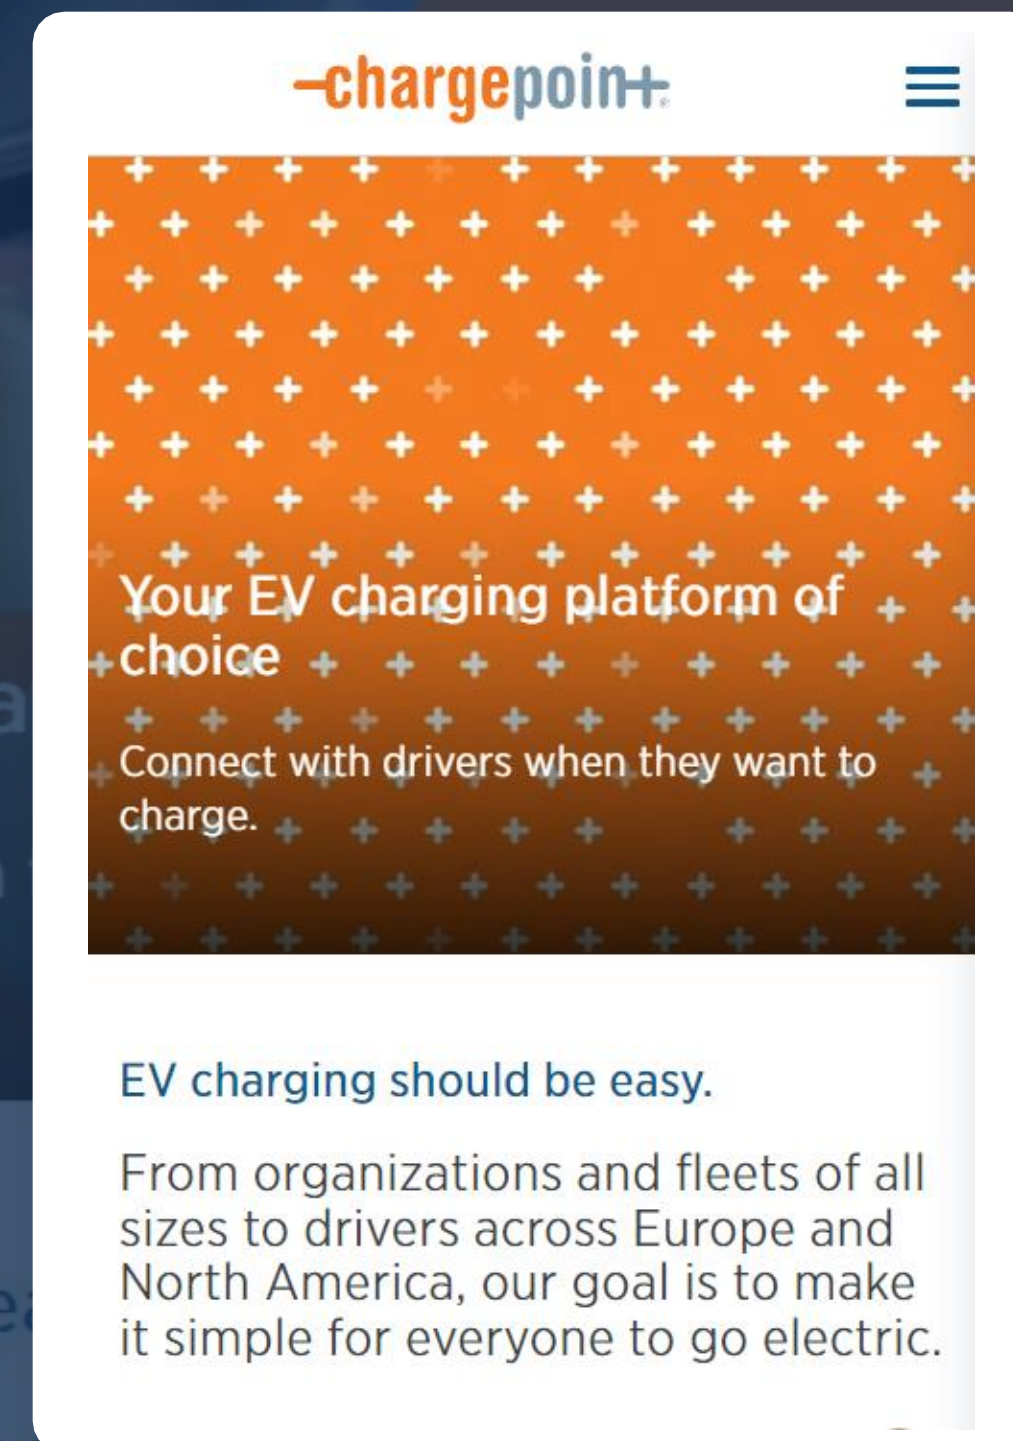 chargepoint
Your EV charging platform of
choice
Connect with drivers when they want to
charge.
EV charging should be easy.
From organizations and fleets of all
sizes to drivers across Europe and
North America, our goal is to make
it simple for everyone to go electric.